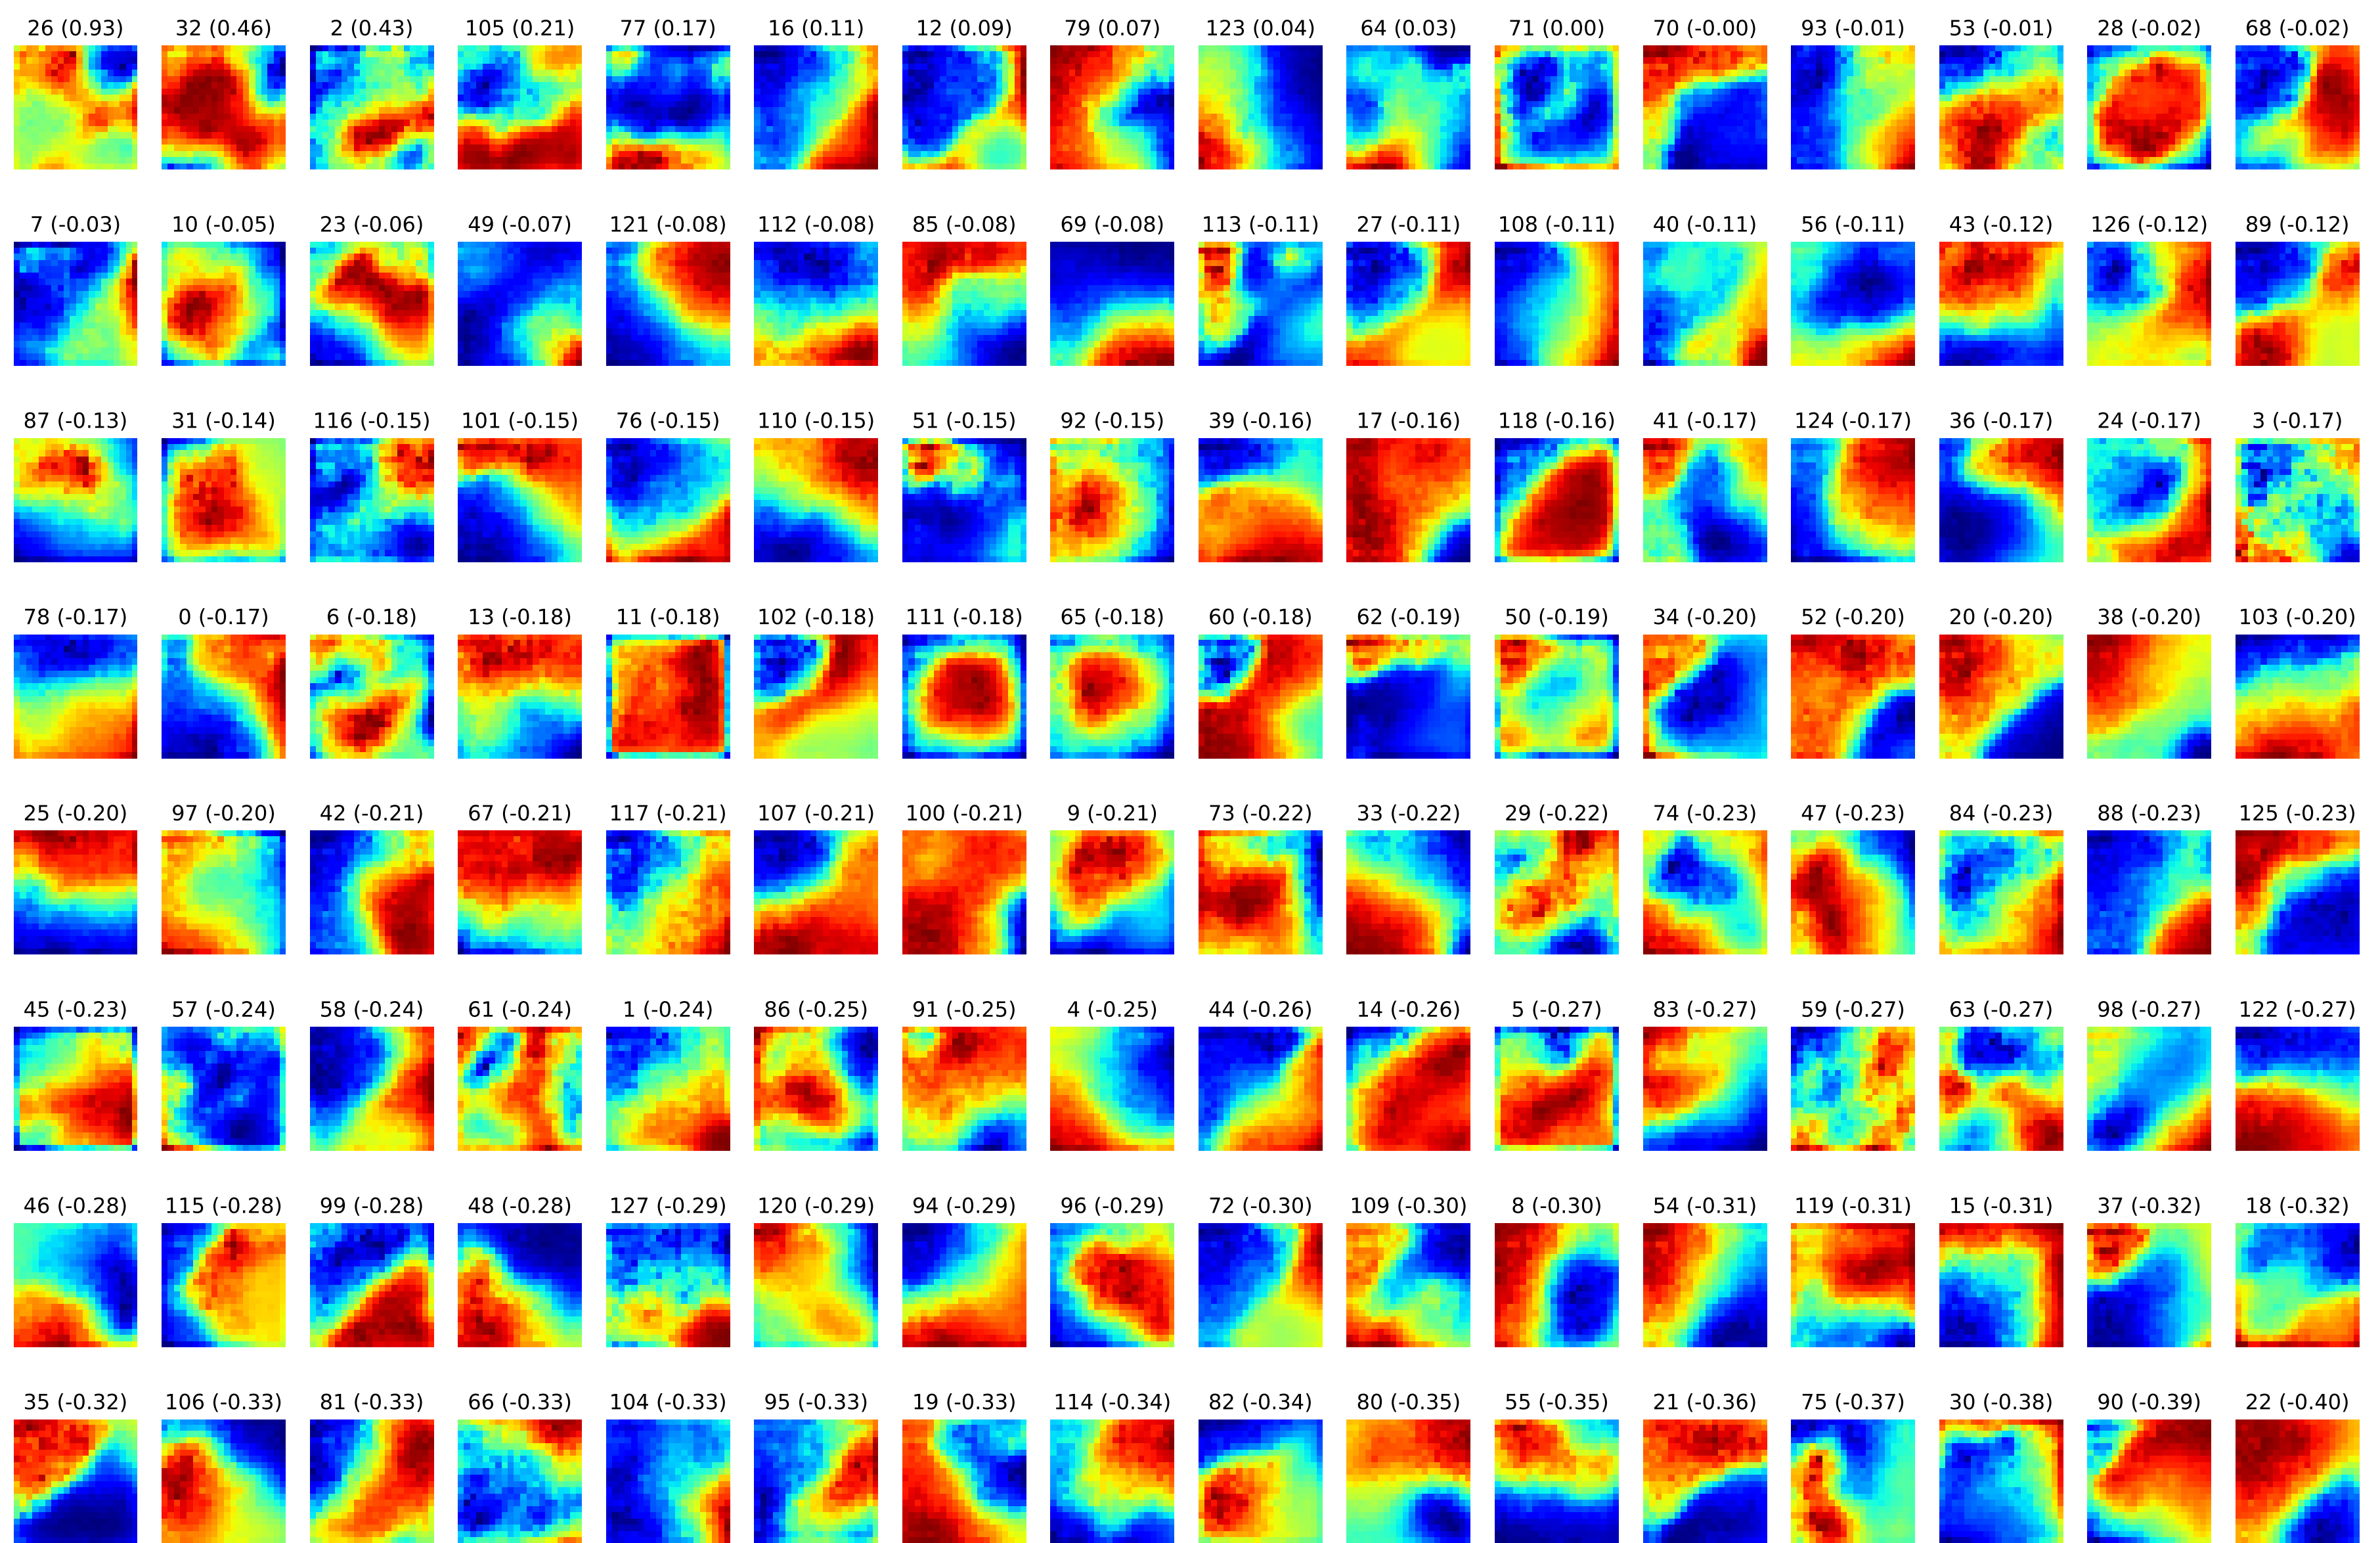 26 (0.93) 32 (0.46) 2 (0.43) 105 (0.21) 77 (0.17) 16 (0.11) 12 (0.09) 79 (0.07) 123 (0.04) 64 (0.03) 71 (0.00) 70 (-0.00) 93 (-0.01) 53 (-0.01) 28 (-0.02) 68 (-0.02)
7 (-0.03) 10 (-0.05) 23 (-0.06) 49 (-0.07) 121 (-0.08) 112 (-0.08) 85 (-0.08) 69 (-0.08) 113 (-0.11) 27 (-0.11) 108 (-0.11) 40 (-0.11) 56 (-0.11) 43 (-0.12) 126 (-0.12) 89 (-0.12)
87 (-0.13) 31 (-0.14) 116 (-0.15) 101 (-0.15) 76 (-0.15) 110 (-0.15) 51 (-0.15) 92 (-0.15) 39 (-0.16) 17 (-0.16) 118 (-0.16) 41 (-0.17) 124 (-0.17) 36 (-0.17) 24 (-0.17) 3 (-0.17)
78 (-0.17) 0 (-0.17) 6 (-0.18) 13 (-0.18) 11 (-0.18) 102 (-0.18) 111 (-0.18) 65 (-0.18) 60 (-0.18) 62 (-0.19) 50 (-0.19) 34 (-0.20) 52 (-0.20) 20 (-0.20) 38 (-0.20) 103 (-0.20)
25 (-0.20) 97 (-0.20) 42 (-0.21) 67 (-0.21) 117 (-0.21) 107 (-0.21) 100 (-0.21) 9 (-0.21) 73 (-0.22) 33 (-0.22) 29 (-0.22) 74 (-0.23) 47 (-0.23) 84 (-0.23) 88 (-0.23) 125 (-0.23)
45 (-0.23) 57 (-0.24) 58 (-0.24) 61 (-0.24) 1 (-0.24) 86 (-0.25) 91 (-0.25) 4 (-0.25) 44 (-0.26) 14 (-0.26) 5 (-0.27) 83 (-0.27) 59 (-0.27) 63 (-0.27) 98 (-0.27) 122 (-0.27)
46 (-0.28) 115 (-0.28) 99 (-0.28) 48 (-0.28) 127 (-0.29) 120 (-0.29) 94 (-0.29) 96 (-0.29) 72 (-0.30) 109 (-0.30) 8 (-0.30) 54 (-0.31) 119 (-0.31) 15 (-0.31) 37 (-0.32) 18 (-0.32)
35 (-0.32) 106 (-0.33) 81 (-0.33) 66 (-0.33) 104 (-0.33) 95 (-0.33) 19 (-0.33) 114 (-0.34) 82 (-0.34) 80 (-0.35) 55 (-0.35) 21 (-0.36) 75 (-0.37) 30 (-0.38) 90 (-0.39) 22 (-0.40)